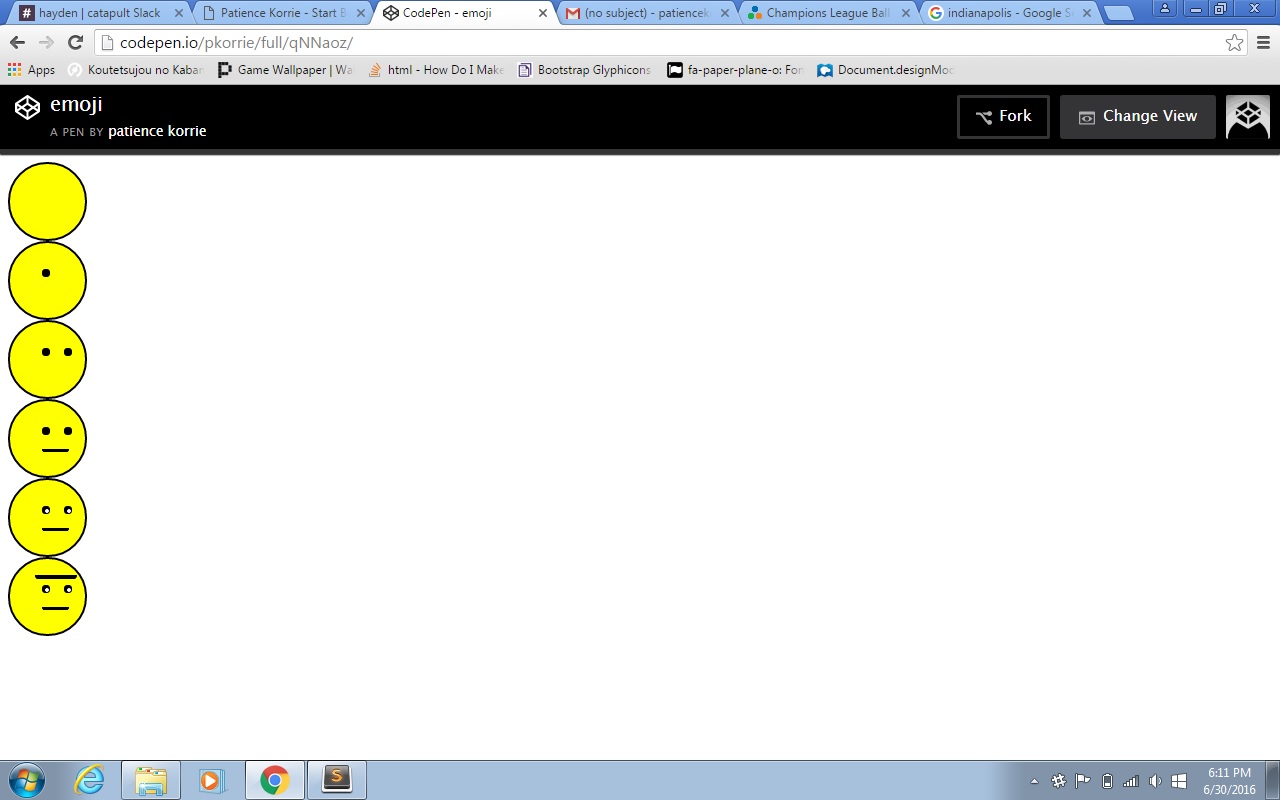 hayden | catapult Slack
Patience Korrie - Start B
CodePen - emoji
(no subject) - patienceko
Champions League Ball
indianapolis - Google Se
codepen.io/pkorrie/full/qNNaoz/
Apps
Koutetsujou no Kaban
Game Wallpaper | Wa
html - How Do I Make
Bootstrap Glyphicons
fa-paper-plane-o: Fon
Document.designMod
emoji
A PEN BY patience korrie
Fork
Change View
6:11 PM
6/30/2016